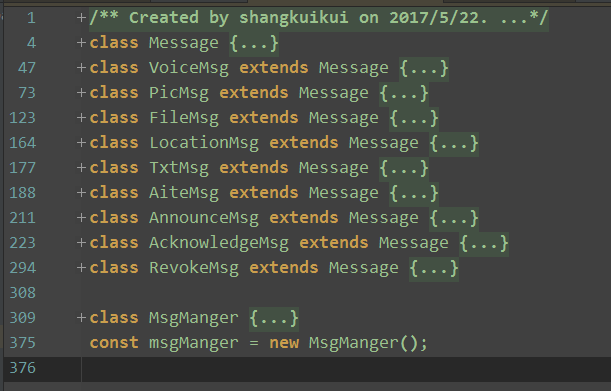 1 +/** Created by shangkuikui on 2017/5/22. ...*/
4 +class Message {...}
47 +class VoiceMsg extends Message {...}
73 +class PicMsg extends Message {...}
123 +class FileMsg extends Message {...}
164 +class LocationMsg extends Message {...}
177 +class TxtMsg extends Message {...}
188 +class AiteMsg extends Message {...}
211 +class AnnounceMsg extends Message {...}
223 +class AcknowledgeMsg extends Message {...}
294 +class RevokeMsg extends Message {...}
308
309 +class MsgManger {...}
375 const msgManger = new MsgManger();
376